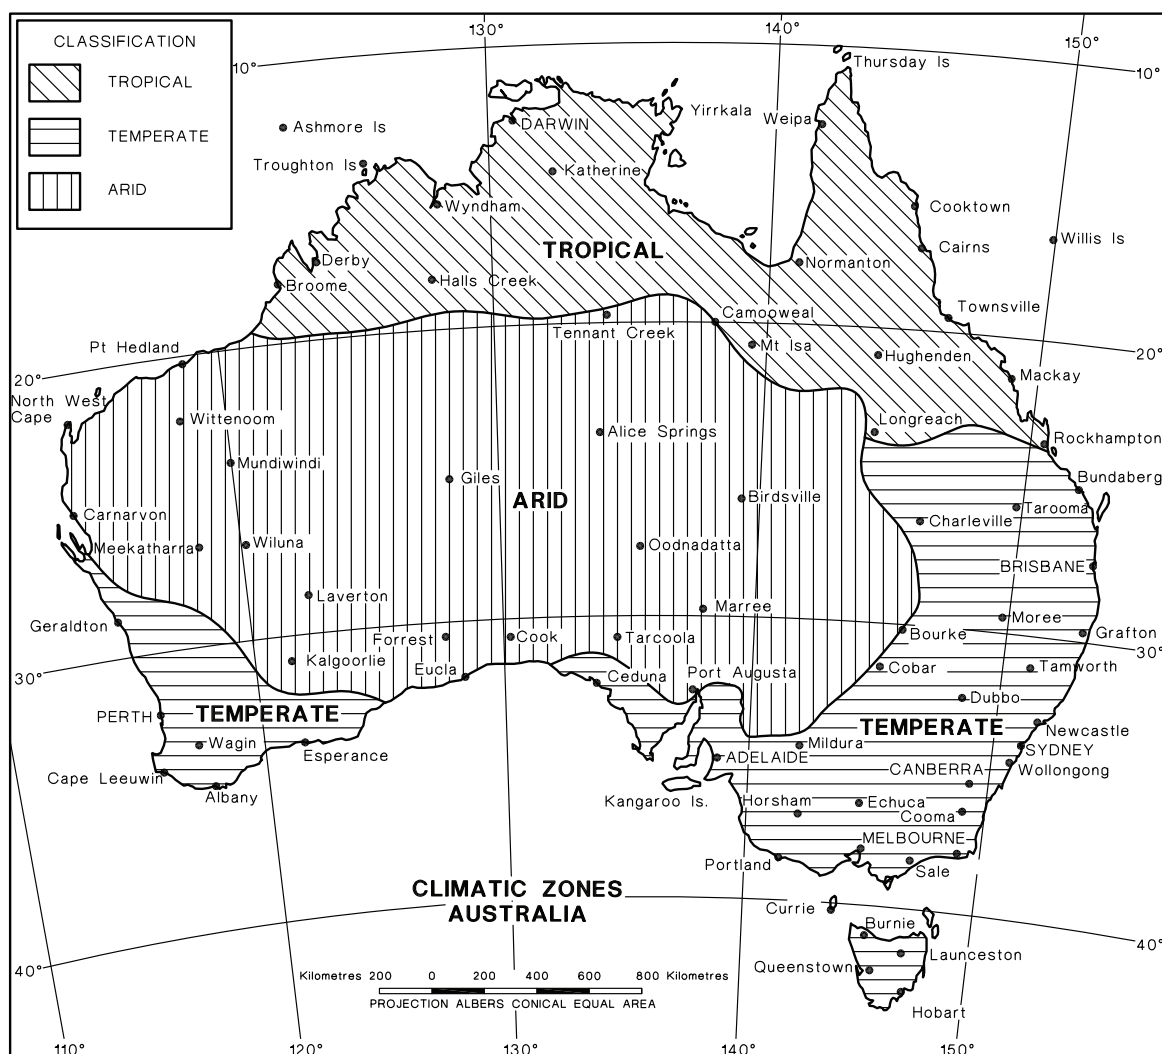 130°
140°
150°
CLASSIFICATION
TROPICAL
TEMPERATE
ARID
10°
10°
Thursday Is
Yirrkala
Weipa
Ashmore Is
DARWIN
Troughton Is
Katherine
Wyndham
Cooktown
Willis Is
TROPICAL
Cairns
Derby
Normanton
Broome
Halls Creek
Townsville
Camooweal
Tennant Creek
Pt Hedland
Mt Isa
Hughenden
20°
20°
Mackay
North West
Cape
Wittenoom
Alice Springs
Longreach
Rockhampton
Mundiwindi
Giles
Bundaberg
ARID
Birdsville
Tarooma
Carnarvon
Charleville
Meekatharra
Wiluna
Oodnadatta
BRISBANE
Laverton
Marree
Moree
Geraldton
Forrest
Cook
Tarcoola
Bourke
Grafton
30°
30°
Kalgoorlie
Eucla
Ceduna
Port Augusta
Cobar
Tamworth
Dubbo
PERTH
TEMPERATE
TEMPERATE
Newcastle
Wagin
Esperance
Mildura
SYDNEY
ADELAIDE
CANBERRA
Wollongong
Cape Leeuwin
Albany
Kangaroo Is.
Horsham
Echuca
Cooma
MELBOURNE
Portland
Sale
CLIMATIC ZONES
AUSTRALIA
Currie
Burnie
40°
40°
Launceston
Queenstown
Kilometres 200 0 200 400 600 800 Kilometres
PROJECTION ALBERS CONICAL EQUAL AREA
Hobart
110°
120°
130°
140°
150°